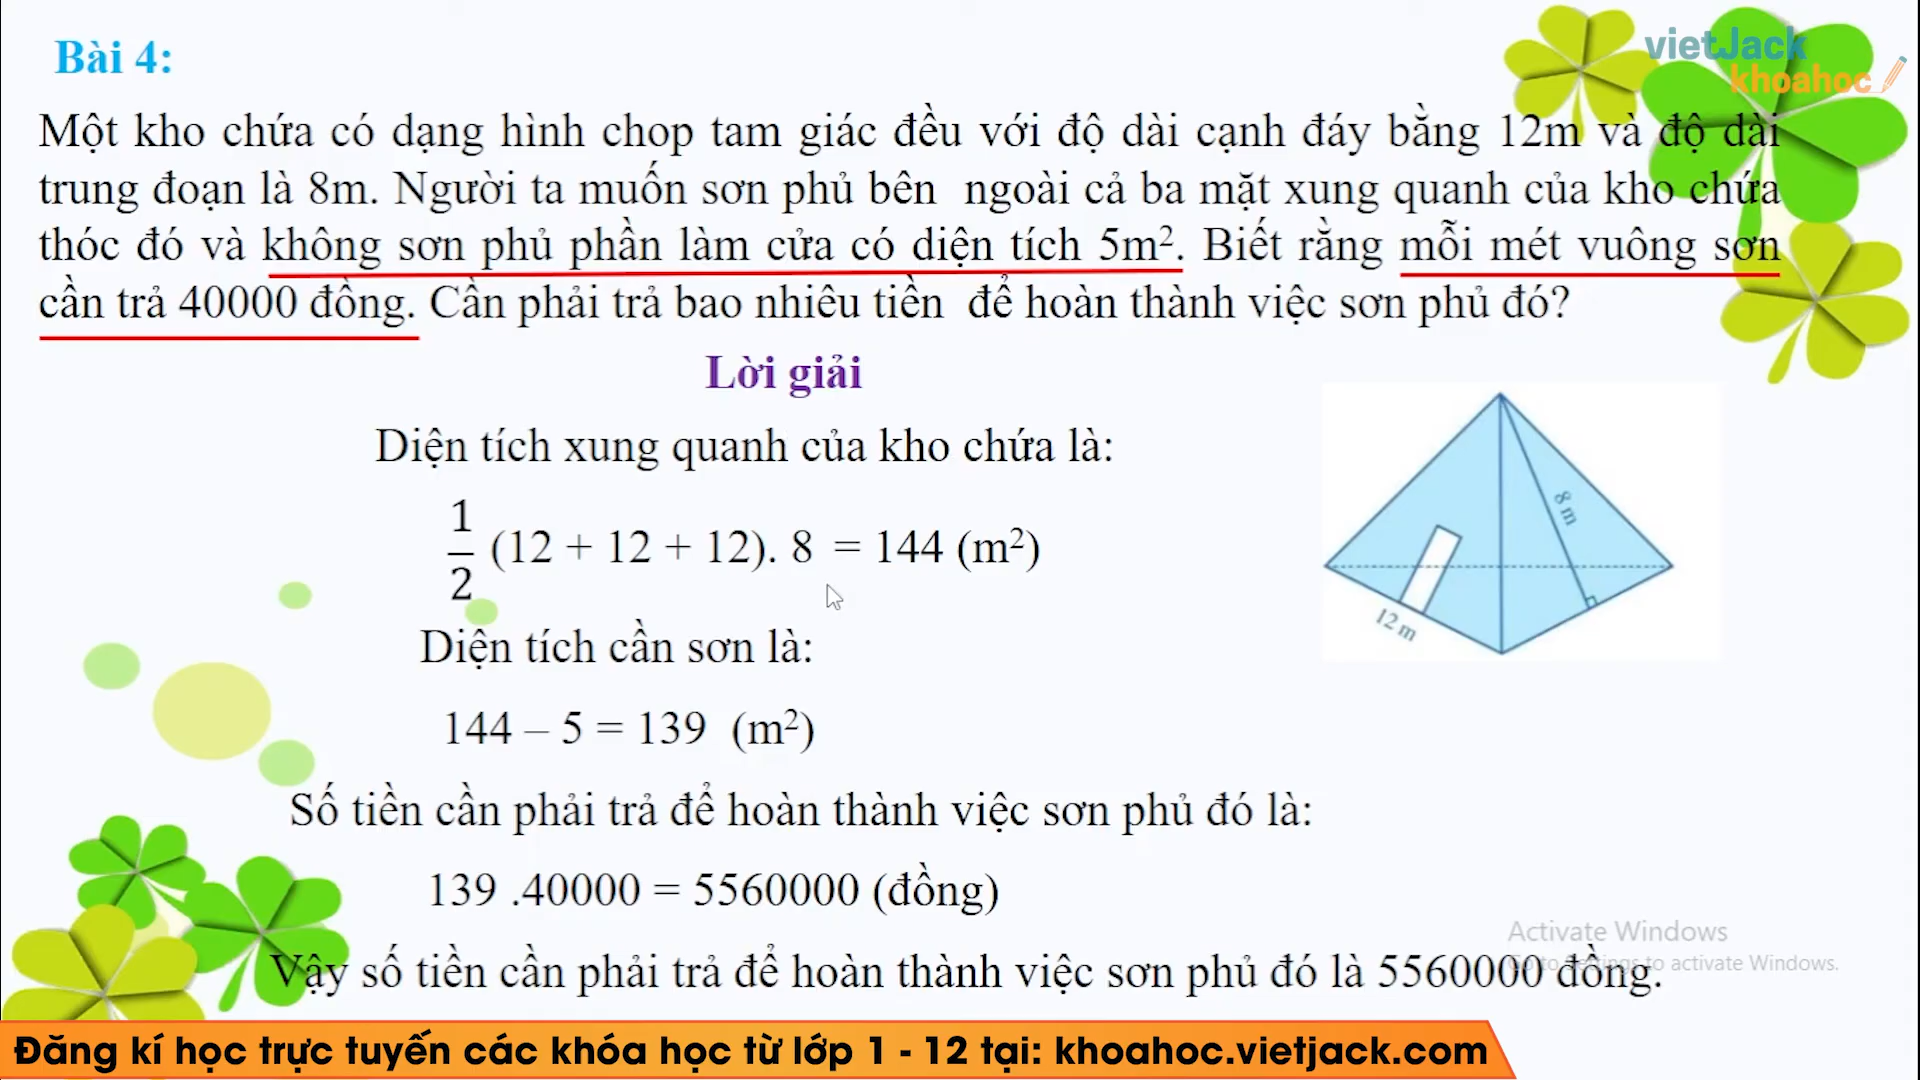 Bài 4:
vietJack
khoahoc
Một kho chứa có dạng hình chop tam giác đều với độ dài cạnh đáy bằng 12m và độ dài
trung đoạn là 8m. Người ta muốn sơn phủ bên ngoài cả ba mặt xung quanh của kho chứa
thóc đó và không sơn phủ phần làm cửa có diện tích 5m². Biết rằng mỗi mét vuông sơn
cần trả 40000 đồng. Cần phải trả bao nhiêu tiền để hoàn thành việc sơn phủ đó?
Lời giải
Diện tích xung quanh của kho chứa là:
1/2 (12 + 12 + 12). 8 = 144 (m²)
8 m
12 m
Diện tích cần sơn là:
144 – 5 = 139 (m²)
Số tiền cần phải trả để hoàn thành việc sơn phủ đó là:
139 .40000 = 5560000 (đồng)
Activate Windows
Go to Settings to activate Windows.
Vậy số tiền cần phải trả để hoàn thành việc sơn phủ đó là 5560000 đồng.
Đăng kí học trực tuyến các khóa học từ lớp 1 - 12 tại: khoahoc.vietjack.com